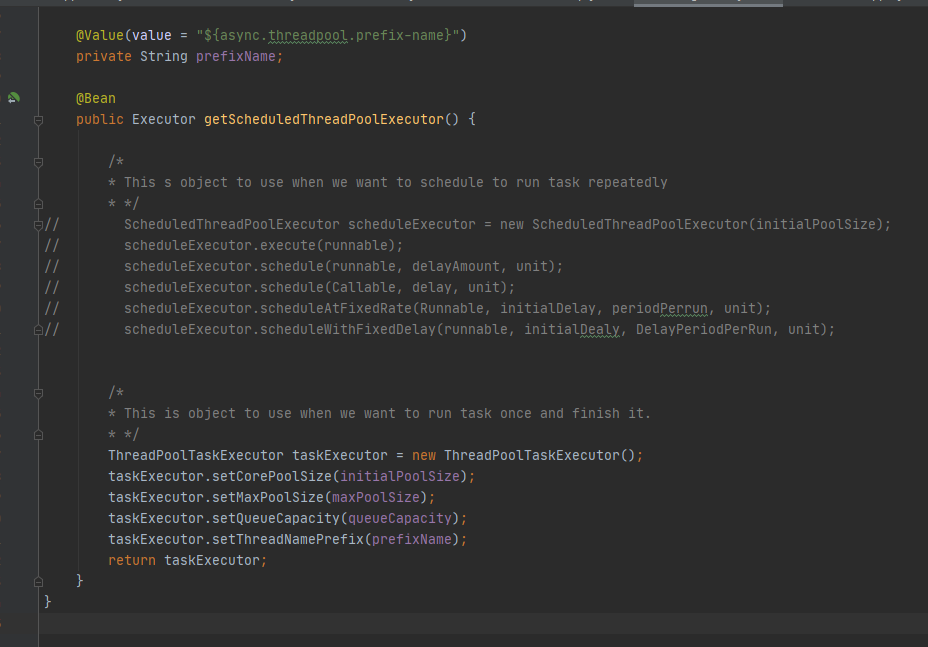 @Value(value = "${async.threadpool.prefix-name}")
private String prefixName;
@Bean
public Executor getScheduledThreadPoolExecutor() {
/*
* This s object to use when we want to schedule to run task repeatedly
* */
// ScheduledThreadPoolExecutor scheduleExecutor = new ScheduledThreadPoolExecutor(initialPoolSize);
// scheduleExecutor.execute(runnable);
// scheduleExecutor.schedule(runnable, delayAmount, unit);
// scheduleExecutor.schedule(Callable, delay, unit);
// scheduleExecutor.scheduleAtFixedRate(Runnable, initialDelay, periodPerrun, unit);
// scheduleExecutor.scheduleWithFixedDelay(runnable, initialDealy, DelayPeriodPerRun, unit);
/*
* This is object to use when we want to run task once and finish it.
* */
ThreadPoolTaskExecutor taskExecutor = new ThreadPoolTaskExecutor();
taskExecutor.setCorePoolSize(initialPoolSize);
taskExecutor.setMaxPoolSize(maxPoolSize);
taskExecutor.setQueueCapacity(queueCapacity);
taskExecutor.setThreadNamePrefix(prefixName);
return taskExecutor;
}
}